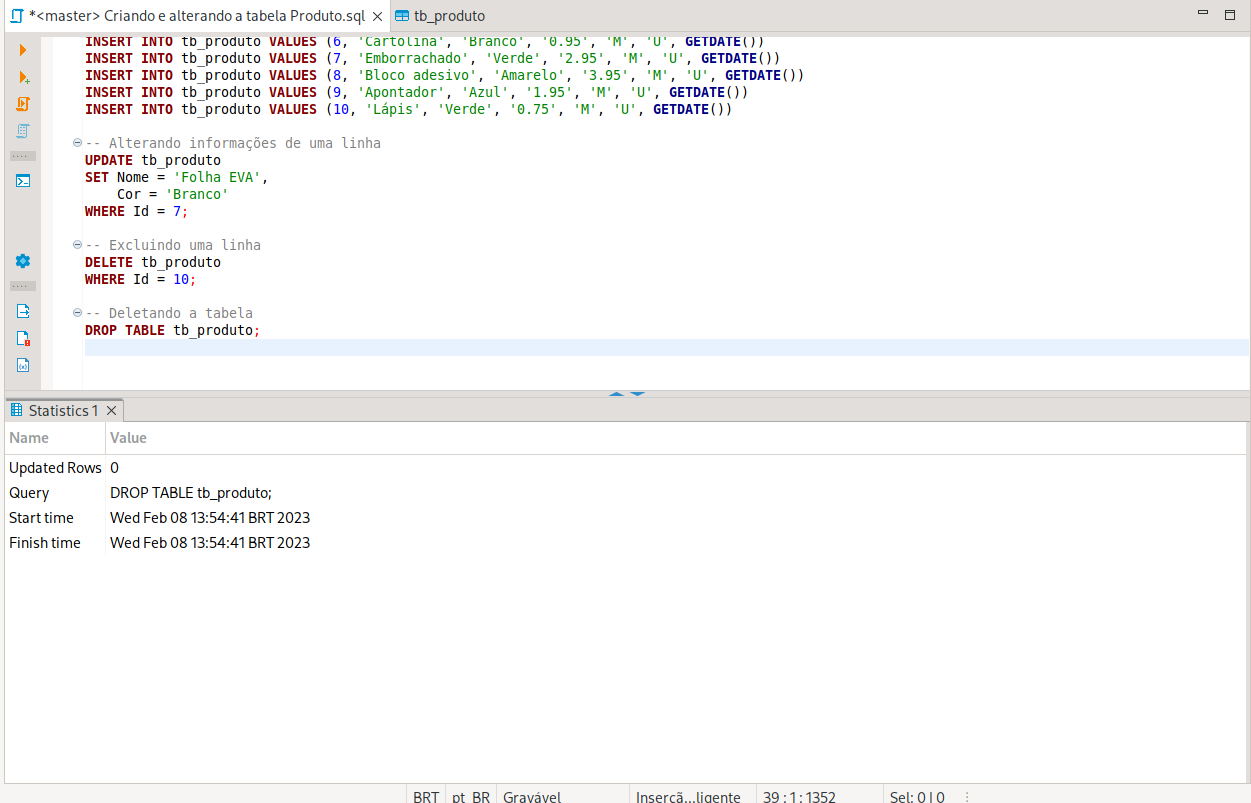 *<master> Criando e alterando a tabela Produto.sql
tb_produto
INSERT INTO tb_produto VALUES (6, 'Cartolina', 'Branco', '0.95', 'M', 'U', GETDATE())
INSERT INTO tb_produto VALUES (7, 'Emborrachado', 'Verde', '2.95', 'M', 'U', GETDATE())
INSERT INTO tb_produto VALUES (8, 'Bloco adesivo', 'Amarelo', '3.95', 'M', 'U', GETDATE())
INSERT INTO tb_produto VALUES (9, 'Apontador', 'Azul', '1.95', 'M', 'U', GETDATE())
INSERT INTO tb_produto VALUES (10, 'Lápis', 'Verde', '0.75', 'M', 'U', GETDATE())
-- Alterando informações de uma linha
UPDATE tb_produto
SET Nome = 'Folha EVA',
Cor = 'Branco'
WHERE Id = 7;
-- Excluindo uma linha
DELETE tb_produto
WHERE Id = 10;
-- Deletando a tabela
DROP TABLE tb_produto;
Statistics 1
Name Value
Updated Rows 0
Query DROP TABLE tb_produto;
Start time Wed Feb 08 13:54:41 BRT 2023
Finish time Wed Feb 08 13:54:41 BRT 2023
BRT pt_BR Gravável Inserçã...ligente 39 : 1 : 1352 Sel: 0 | 0